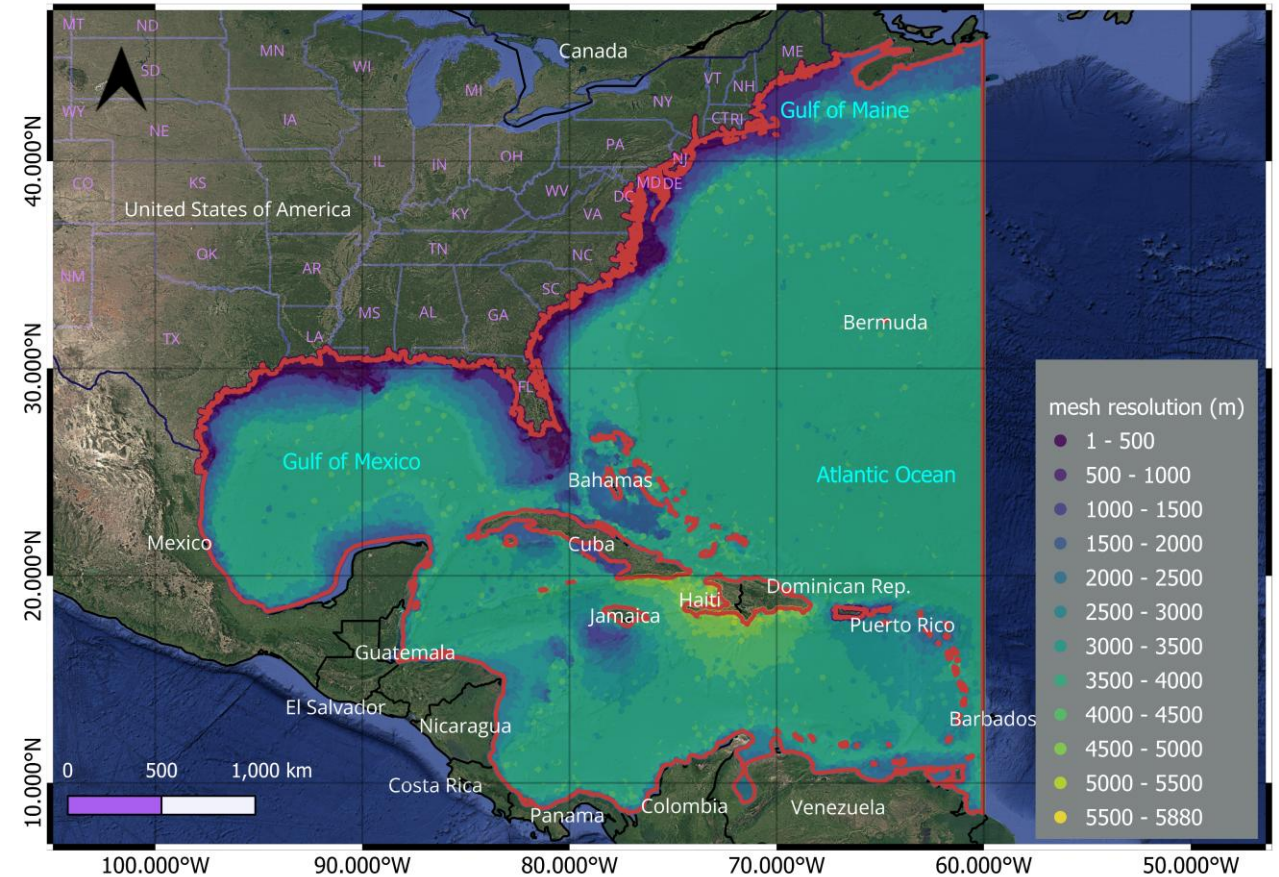 MT
ND
MN
Canada
ME
SD
WI
VT
NH
MI
WY
NY
Gulf of Maine
NE
IA
CTRI
PA
IL
IN
OH
NJ
CO
KS
MDDE
WV
DC
United States of America
KY
VA
OK
TN
NC
NM
AR
SC
MS
AL
GA
TX
LA
Bermuda
FL
Gulf of Mexico
Bahamas
Atlantic Ocean
Mexico
Cuba
Dominican Rep.
Haiti
Jamaica
Puerto Rico
Guatemala
El Salvador
Nicaragua
Barbados
Costa Rica
Panama
Colombia
Venezuela
0 500 1,000 km
mesh resolution (m)
1 - 500
500 - 1000
1000 - 1500
1500 - 2000
2000 - 2500
2500 - 3000
3000 - 3500
3500 - 4000
4000 - 4500
4500 - 5000
5000 - 5500
5500 - 5880
40.000°N
30.000°N
20.000°N
10.000°N
100.000°W 90.000°W 80.000°W 70.000°W 60.000°W 50.000°W